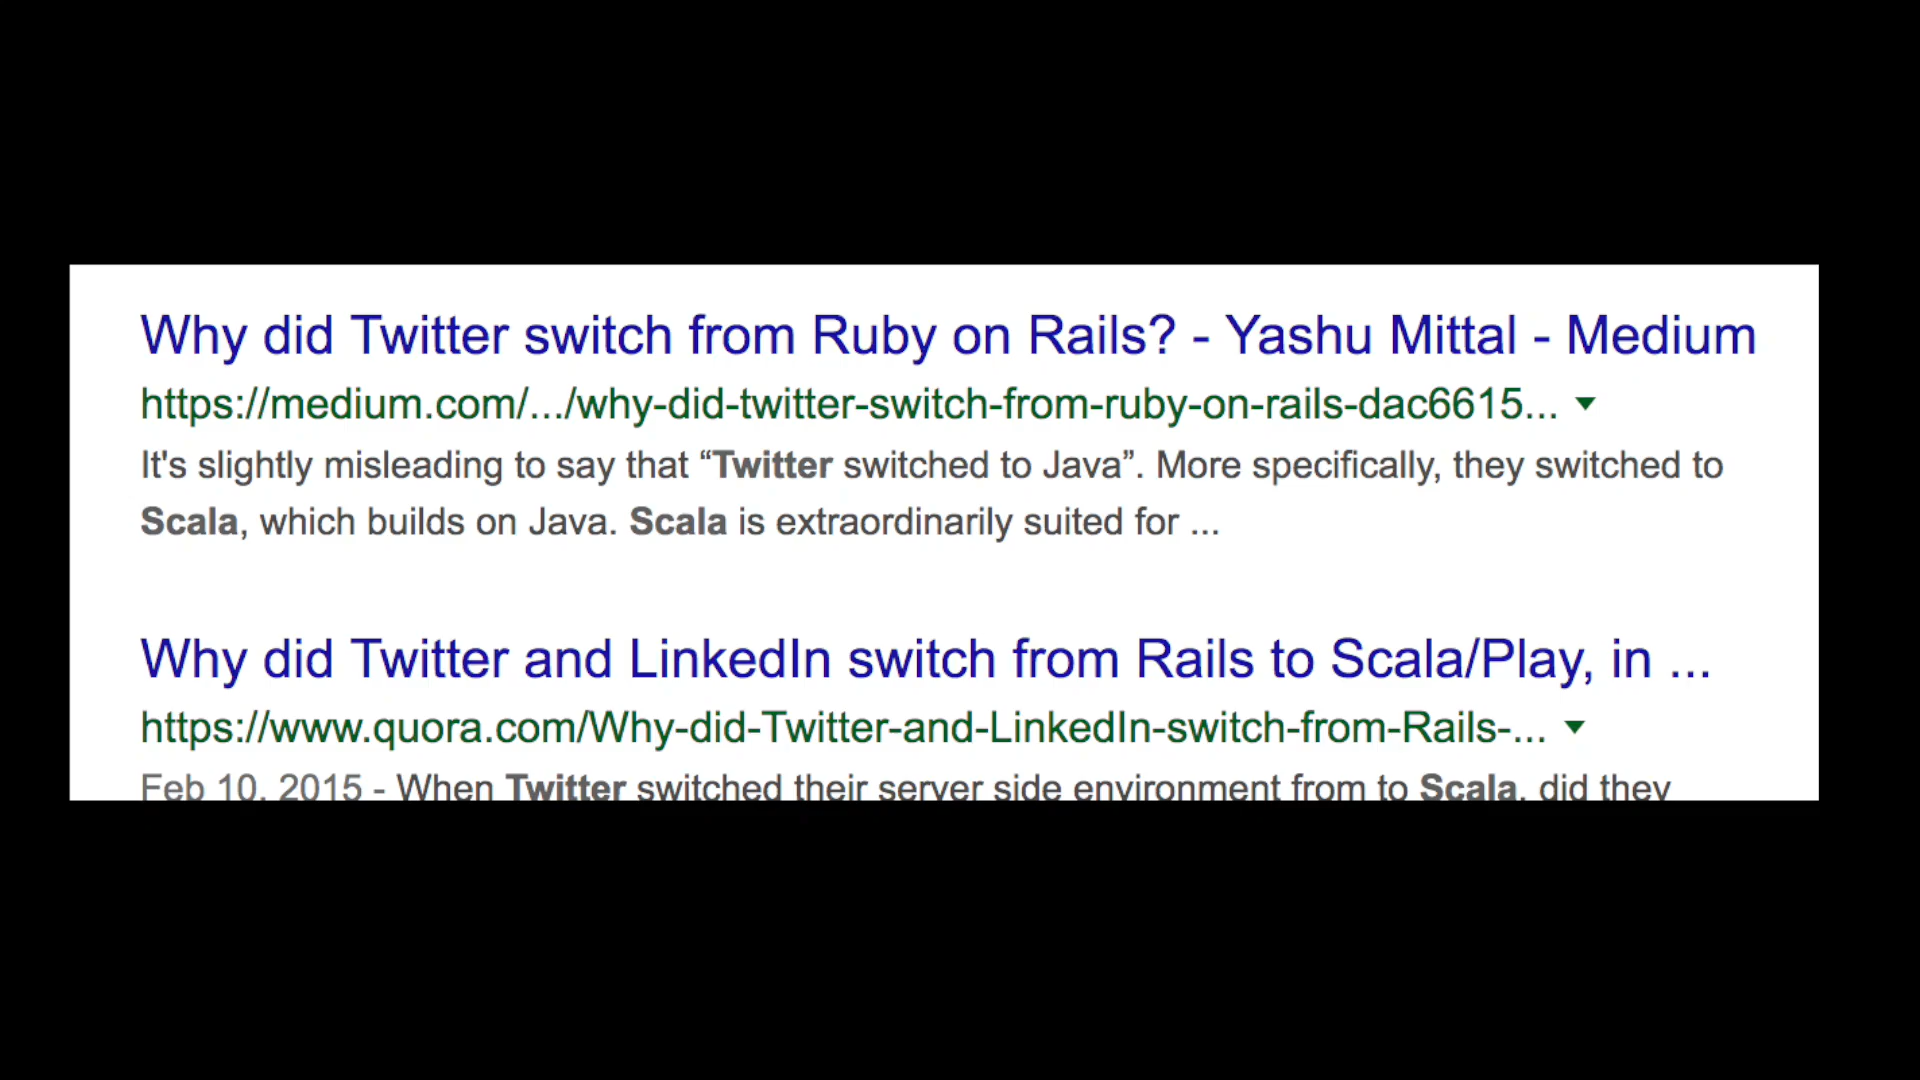 Why did Twitter switch from Ruby on Rails? - Yashu Mittal - Medium
https://medium.com/.../why-did-twitter-switch-from-ruby-on-rails-dac6615...
It's slightly misleading to say that “Twitter switched to Java”. More specifically, they switched to
Scala, which builds on Java. Scala is extraordinarily suited for ...
Why did Twitter and LinkedIn switch from Rails to Scala/Play, in ...
https://www.quora.com/Why-did-Twitter-and-LinkedIn-switch-from-Rails-...
Feb 10, 2015 - When Twitter switched their server side environment from to Scala, did they